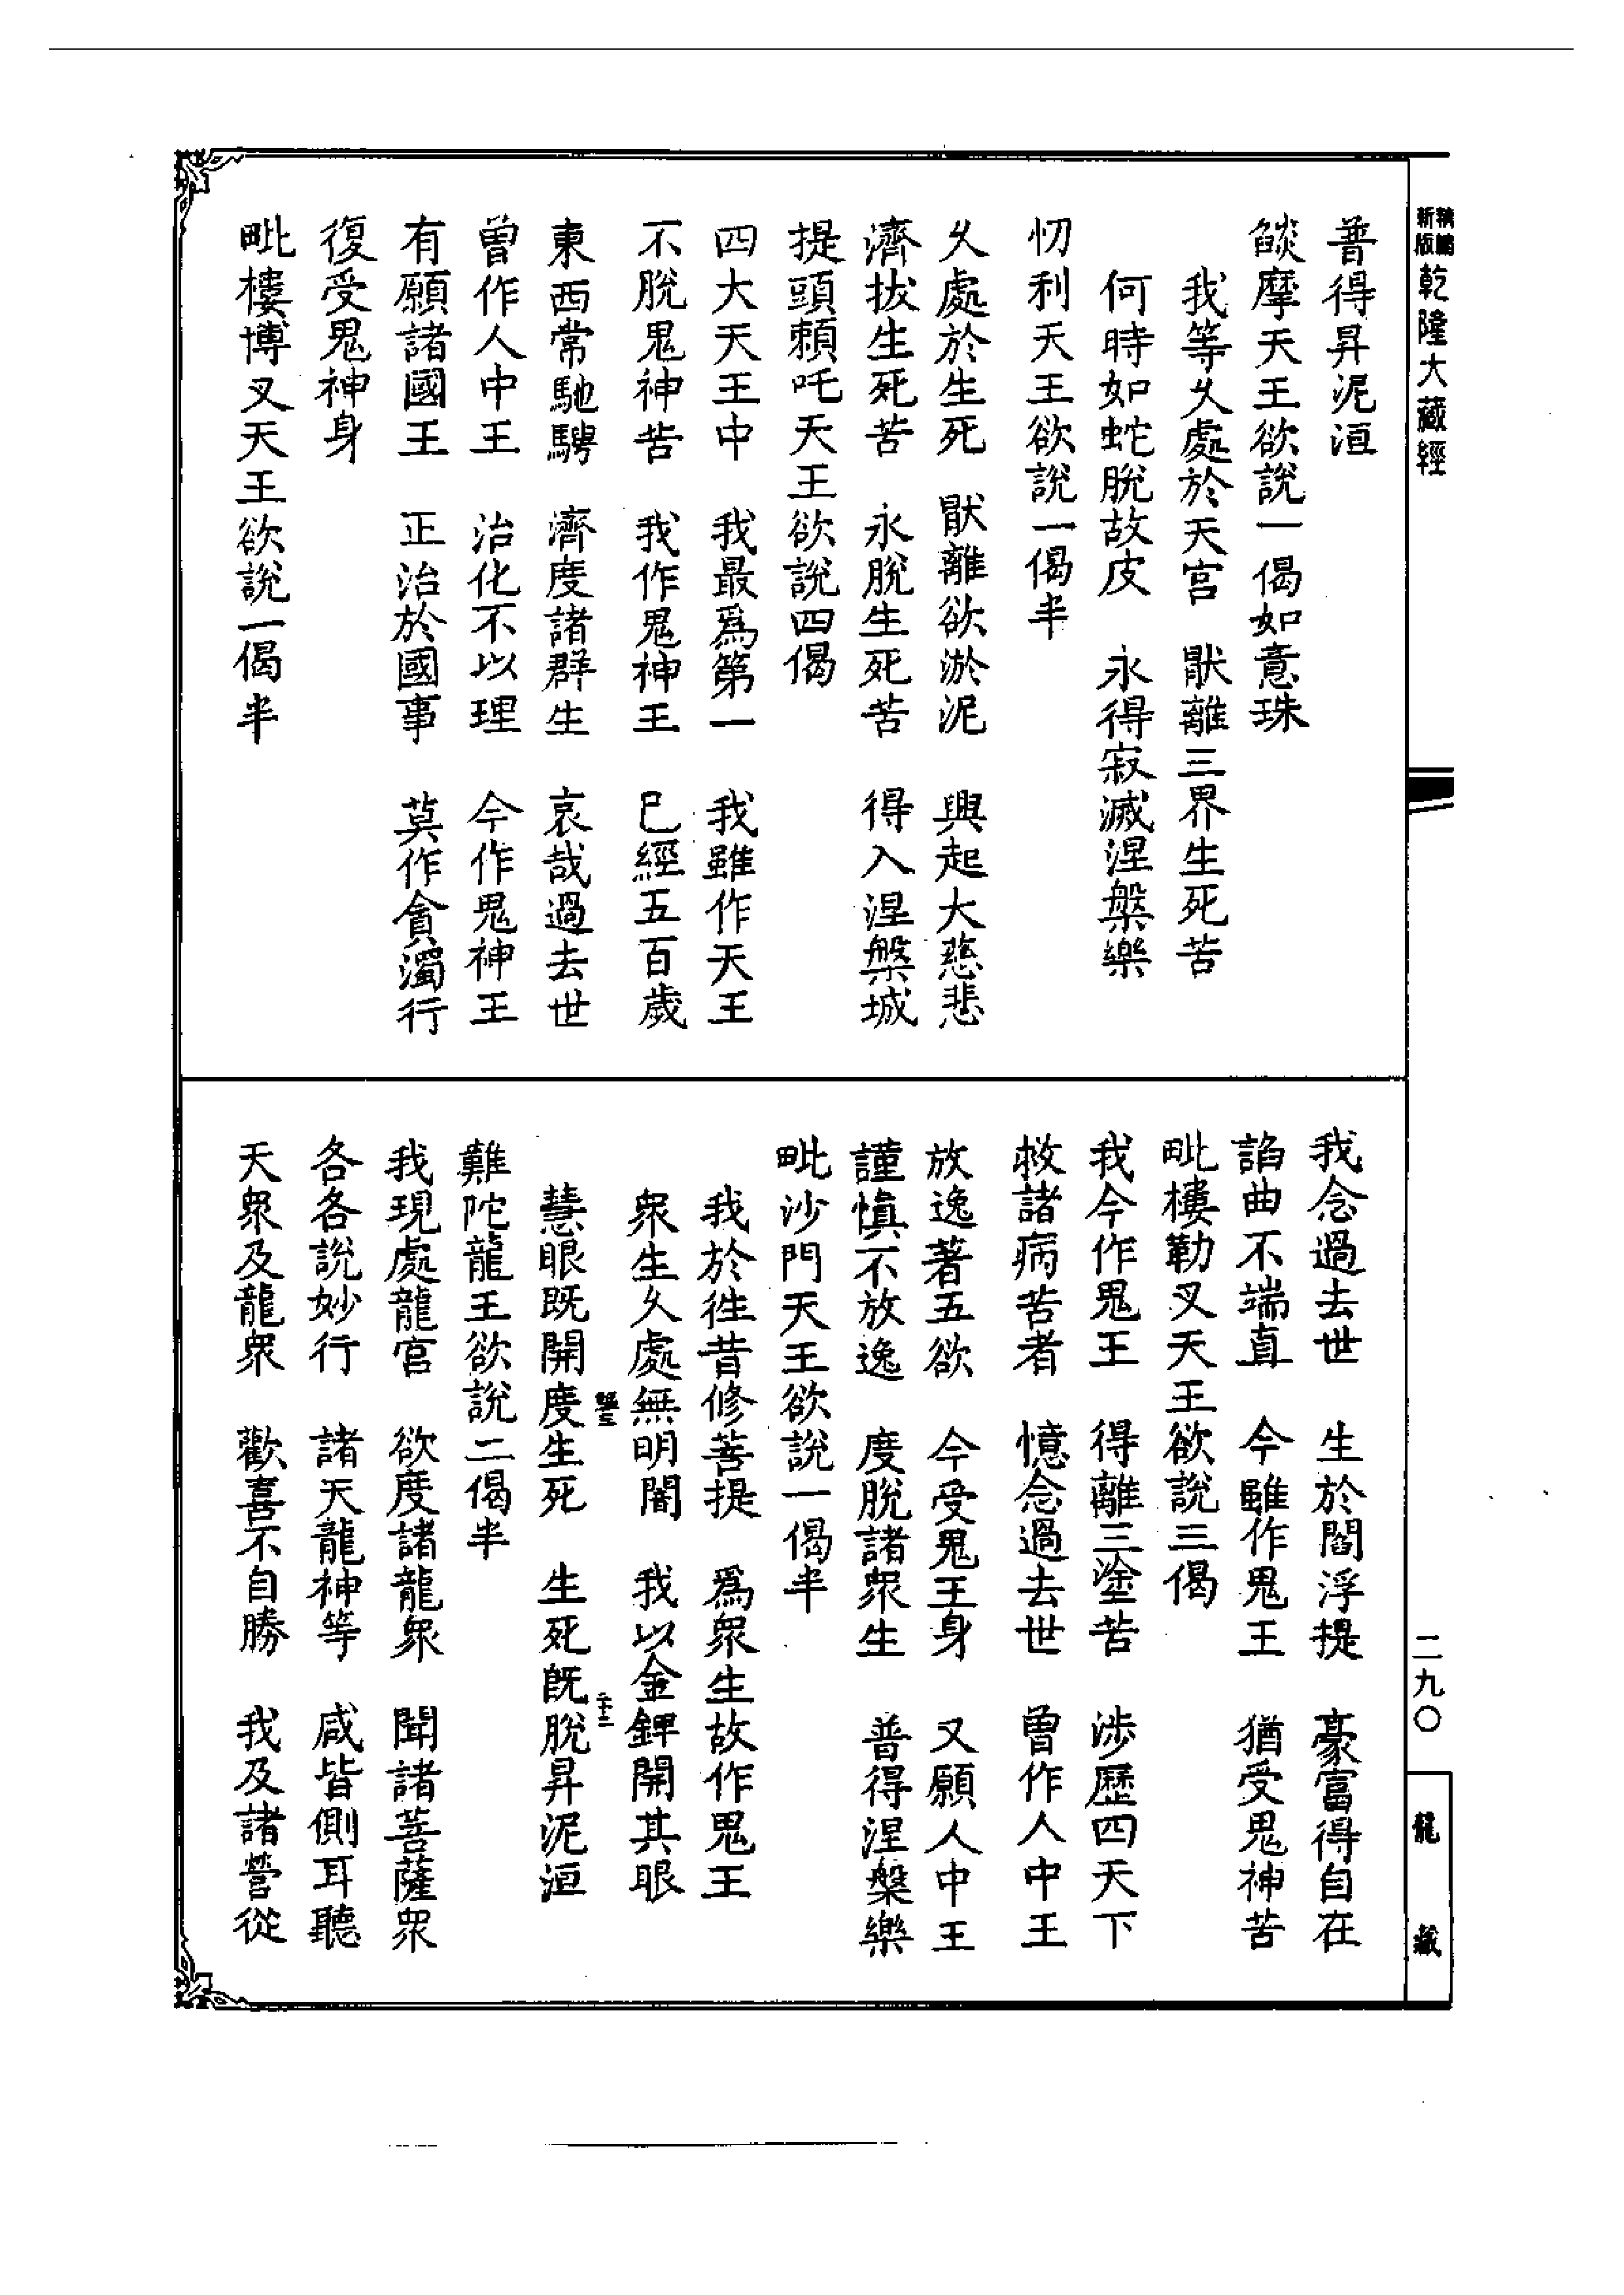 新版精編乾隆大藏經
普得昇泥洹
燄摩天王欲說一偈如意珠
我等久處於天宫　猒離三界生死苦
何時如蛇脫故皮　永得寂滅涅槃樂
忉利天王欲說一偈半
久處於生死　猒離欲淤泥　興起大慈悲
濟拔生死苦　永脫生死苦　得入涅槃城
提頭頼吒天王欲說四偈
四大天王中　我最爲第一　我雖作天王
不脫鬼神苦　我作鬼神王　已經五百歲
東西常馳騁　濟度諸群生　哀哉過去世
曾作人中王　治化不以理　今作鬼神王
有願諸國王　正治於國事　莫作貪濁行
復受鬼神身
毗樓博叉天王欲說一偈半
我念過去世　生於閻浮提　豪富得自在
諂曲不端直　今雖作鬼王　猶受鬼神苦
毗樓勒叉天王欲說三偈
我今作鬼王　得離三塗苦　涉歷四天下
救諸病苦者　憶念過去世　曾作人中王
放逸著五欲　今受鬼王身　又願人中王
謹慎不放逸　度脫諸衆生　普得涅槃樂
毗沙門天王欲說一偈半
我於徃昔修菩提　爲衆生故作鬼王
衆生久處無明闇　我以金錍開其眼
慧眼既開度生死　生死旣脫昇泥洹
難陀龍王欲說二偈半
我現處龍宫　欲度諸龍衆　聞諸菩薩衆
各各說妙行　諸天龍神等　咸皆側耳聽
天衆及龍衆　歡喜不自勝　我及諸營從
二九〇
龍藏